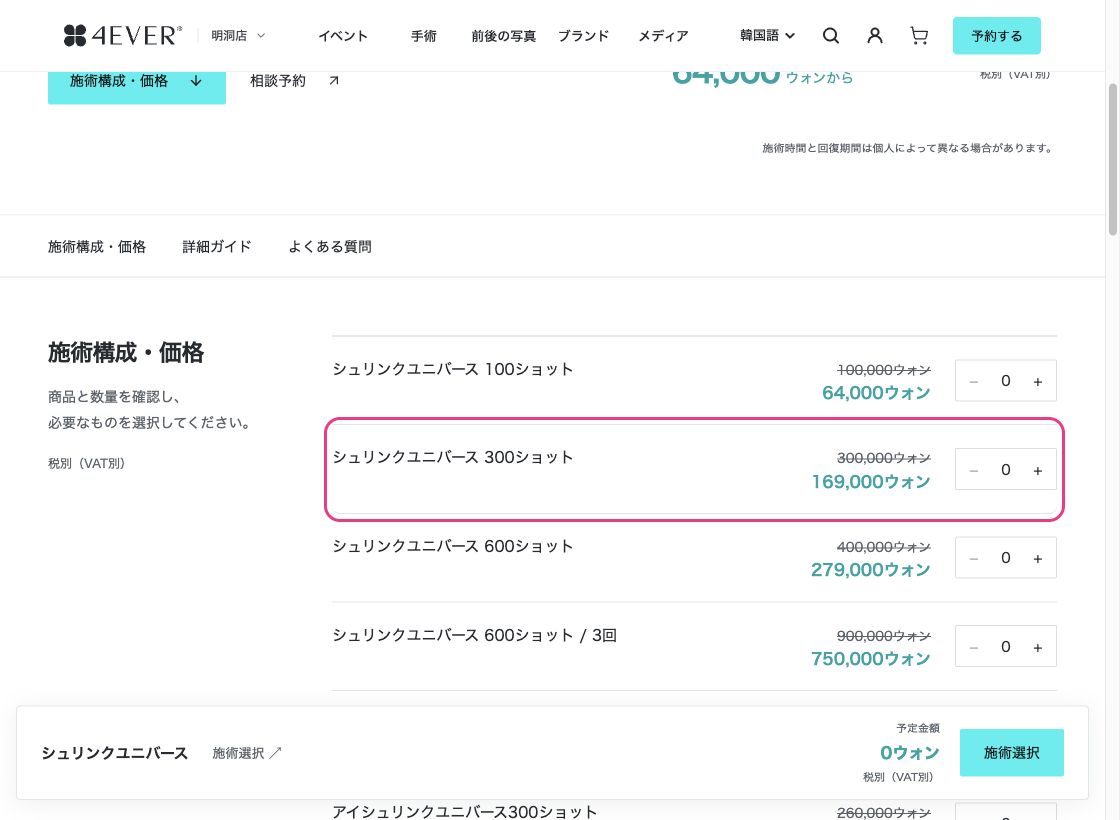 4EVER
明洞店
イベント
手術
前後の写真
ブランド
メディア
韓国語
予約する
施術構成・価格 ↓
相談予約 ↗
64,000 ウォンから
税別（VAT別）
施術時間と回復期間は個人によって異なる場合があります。
施術構成・価格
詳細ガイド
よくある質問
施術構成・価格
商品と数量を確認し、
必要なものを選択してください。
税別（VAT別）
シュリンクユニバース 100ショット
100,000ウォン
64,000ウォン
− 0 +
シュリンクユニバース 300ショット
300,000ウォン
169,000ウォン
− 0 +
シュリンクユニバース 600ショット
400,000ウォン
279,000ウォン
− 0 +
シュリンクユニバース 600ショット / 3回
900,000ウォン
750,000ウォン
− 0 +
シュリンクユニバース
施術選択
予定金額
0ウォン
税別（VAT別）
施術選択
アイシュリンクユニバース300ショット
260,000ウォン